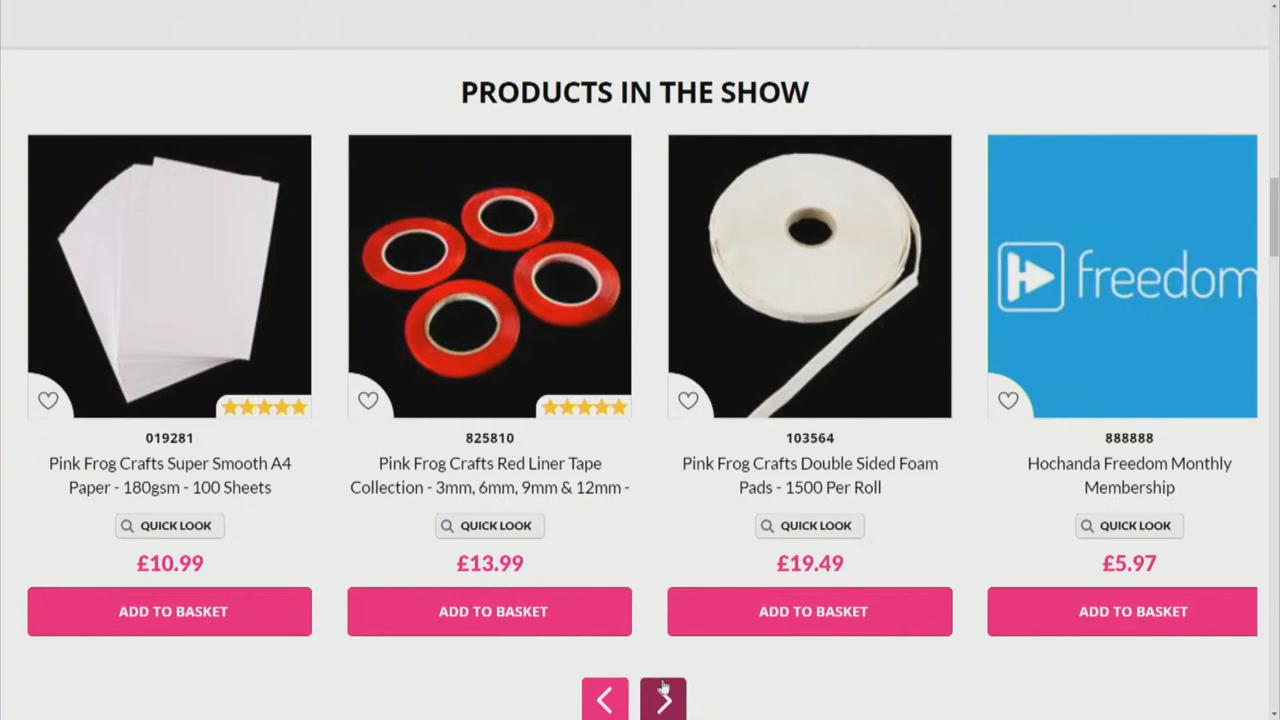 PRODUCTS IN THE SHOW
freedom
019281
Pink Frog Crafts Super Smooth A4
Paper - 180gsm - 100 Sheets
QUICK LOOK
£10.99
ADD TO BASKET
825810
Pink Frog Crafts Red Liner Tape
Collection - 3mm, 6mm, 9mm & 12mm -
QUICK LOOK
£13.99
ADD TO BASKET
103564
Pink Frog Crafts Double Sided Foam
Pads - 1500 Per Roll
QUICK LOOK
£19.49
ADD TO BASKET
888888
Hochanda Freedom Monthly
Membership
QUICK LOOK
£5.97
ADD TO BASKET